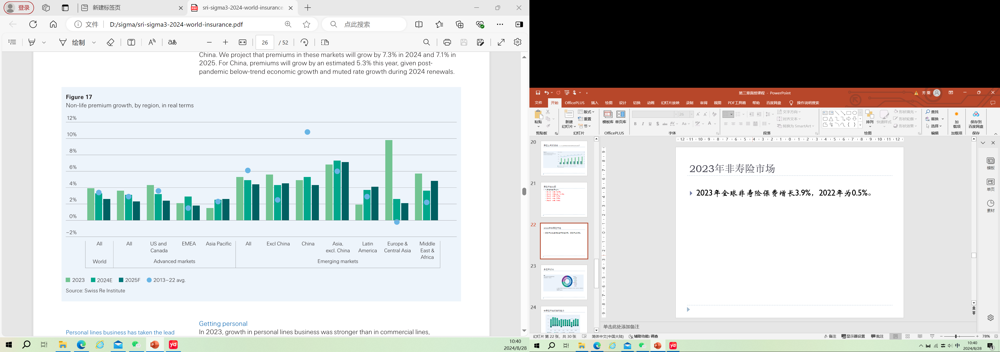 登录
新建标签页
sri-sigma3-2024-world-insurance.
文件
D:/sigma/sri-sigma3-2024-world-insurance.pdf
点此搜索
绘制
26
/ 52
China. We project that premiums in these markets will grow by 7.3% in 2024 and 7.1% in
2025. For China, premiums will grow by an estimated 5.3% this year, given post-
pandemic below-trend economic growth and muted rate growth during 2024 renewals.
Figure 17
Non-life premium growth, by region, in real terms
12%
10%
8%
6%
4%
2%
0%
−2%
All
All
US and
Canada
EMEA
Asia Pacific
All
Excl China
China
Asia,
excl. China
Latin
America
Europe &
Central Asia
Middle
East &
Africa
World
Advanced markets
Emerging markets
2023 2024E 2025F 2013–22 avg.
Source: Swiss Re Institute
Getting personal
Personal lines business has taken the lead
In 2023, growth in personal lines business was stronger than in commercial lines,
10:40
2024/8/28
第三章面授课程 - PowerPoint
芳 粟
文件 开始 OfficePLUS 插入 绘图 设计 切换 动画 幻灯片放映 录制 审阅 视图 PDF工具箱 帮助 百度网盘 操作说明搜索
粘贴
剪贴板
新建
幻灯片
版式
重置
节
幻灯片
模板库 单页库
OfficePLUS
26
字体
文字方向
对齐文本
转换为 SmartArt
段落
排列
快速样式
形状填充
形状轮廓
形状效果
绘图
查找
替换
选择
编辑
加
载项
加载项
保存到
百度网盘
保存
20
21
22
23
24
2023年非寿险市场
2023年全球非寿险保费增长3.9%，2022年为0.5%。
模板
单页
素材
单击此处添加备注
幻灯片 第 22 张，共 30 张
简体中文(中国大陆)
辅助功能: 调查
备注
显示器设置
批注
78%
中
10:40
2024/8/28